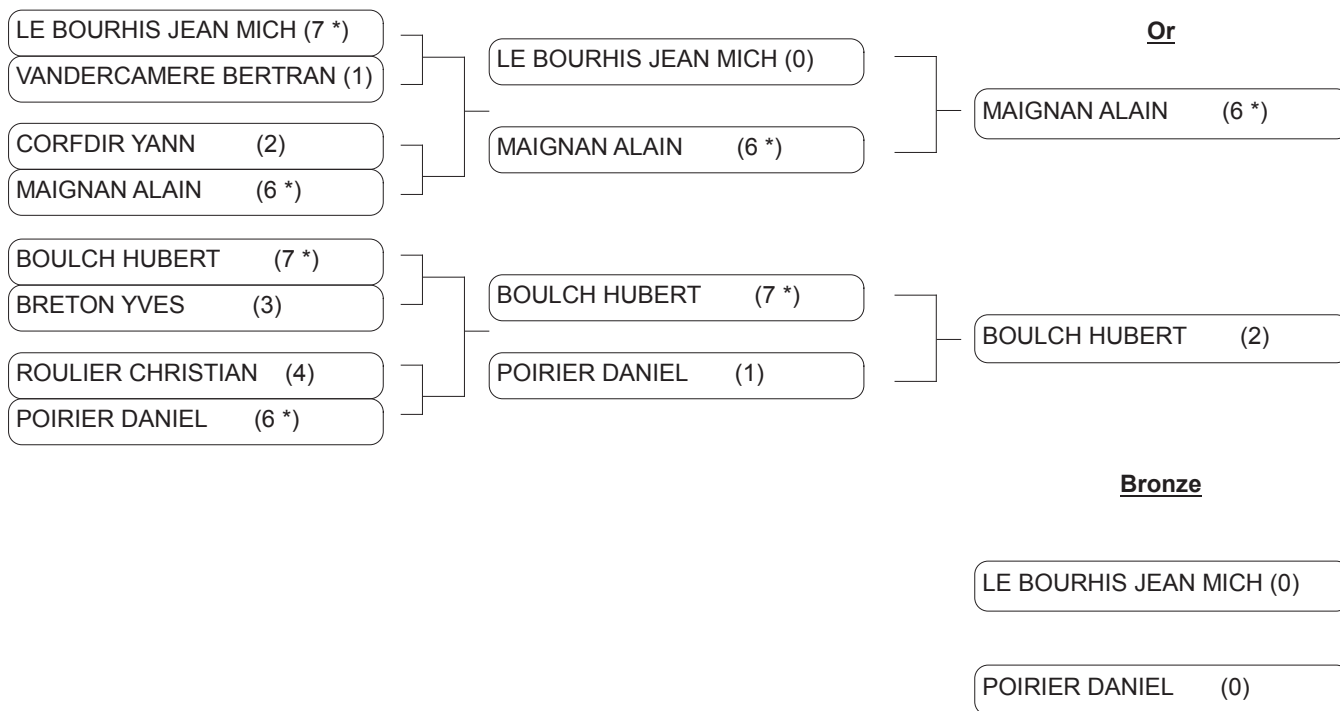 LE BOURHIS JEAN MICH (7 *)
VANDERCAMERE BERTRAN (1)
CORFDIR YANN (2)
MAIGNAN ALAIN (6 *)
BOULCH HUBERT (7 *)
BRETON YVES (3)
ROULIER CHRISTIAN (4)
POIRIER DANIEL (6 *)
LE BOURHIS JEAN MICH (0)
MAIGNAN ALAIN (6 *)
BOULCH HUBERT (7 *)
POIRIER DANIEL (1)
Or
MAIGNAN ALAIN (6 *)
BOULCH HUBERT (2)
Bronze
LE BOURHIS JEAN MICH (0)
POIRIER DANIEL (0)